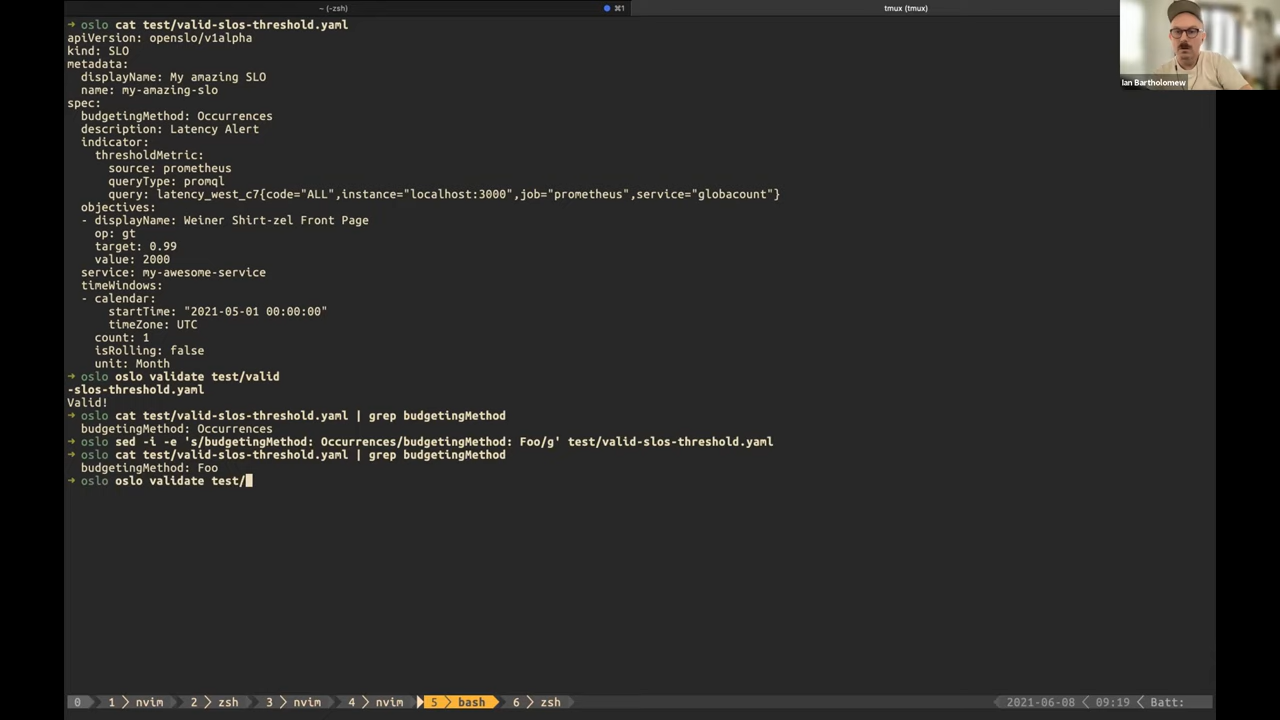 ~ (-zsh)
⌘1
tmux (tmux)
➜ oslo cat test/valid-slos-threshold.yaml
apiVersion: openslo/v1alpha
kind: SLO
metadata:
  displayName: My amazing SLO
  name: my-amazing-slo
spec:
  budgetingMethod: Occurrences
  description: Latency Alert
  indicator:
    thresholdMetric:
      source: prometheus
      queryType: promql
      query: latency_west_c7{code="ALL",instance="localhost:3000",job="prometheus",service="globacount"}
  objectives:
  - displayName: Weiner Shirt-zel Front Page
    op: gt
    target: 0.99
    value: 2000
  service: my-awesome-service
  timeWindows:
  - calendar:
      startTime: "2021-05-01 00:00:00"
      timeZone: UTC
    count: 1
    isRolling: false
    unit: Month
➜ oslo oslo validate test/valid
-slos-threshold.yaml
Valid!
➜ oslo cat test/valid-slos-threshold.yaml | grep budgetingMethod
  budgetingMethod: Occurrences
➜ oslo sed -i -e 's/budgetingMethod: Occurrences/budgetingMethod: Foo/g' test/valid-slos-threshold.yaml
➜ oslo cat test/valid-slos-threshold.yaml | grep budgetingMethod
  budgetingMethod: Foo
➜ oslo oslo validate test/
Ian Bartholomew
0 1 nvim 2 zsh 3 nvim 4 nvim 5 bash 6 zsh 2021-06-08 09:19 Batt: